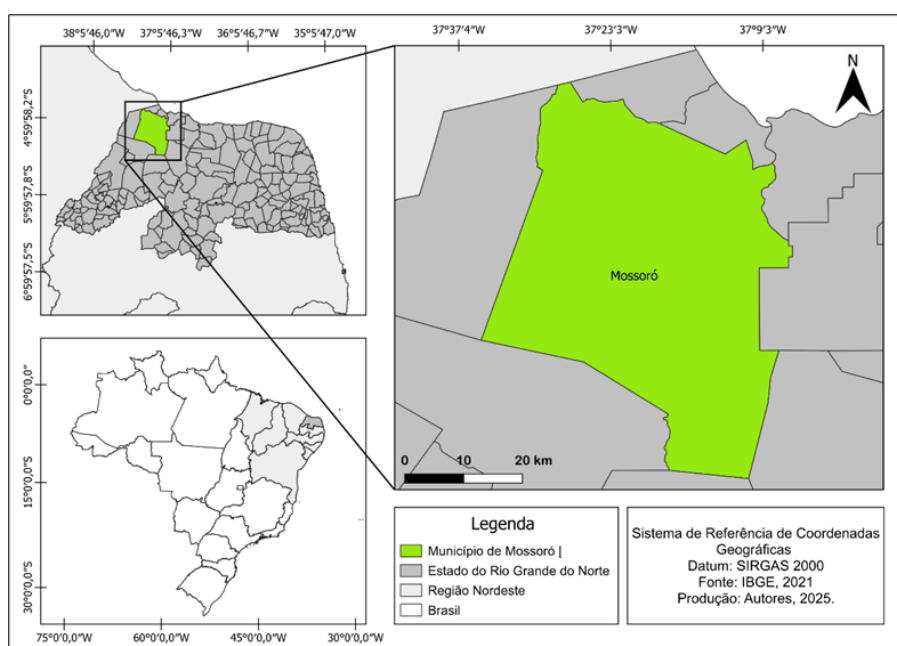 38°5'46,0"W 37°5'46,3"W 36°5'46,7"W 35°5'47,0"W
4°59'58,2"S
5°59'57,8"S
6°59'57,5"S
37°37'4"W 37°23'3"W 37°9'3"W
N
Mossoró
0 10 20 km
0°0'0,0"
15°0'0,0"S
30°0'0,0"S
75°0'0,0"W 60°0'0,0"W 45°0'0,0"W 30°0'0,0"W
Legenda
Município de Mossoró [
Estado do Rio Grande do Norte
Região Nordeste
Brasil
Sistema de Referência de Coordenadas
Geográficas
Datum: SIRGAS 2000
Fonte: IBGE, 2021
Produção: Autores, 2025.